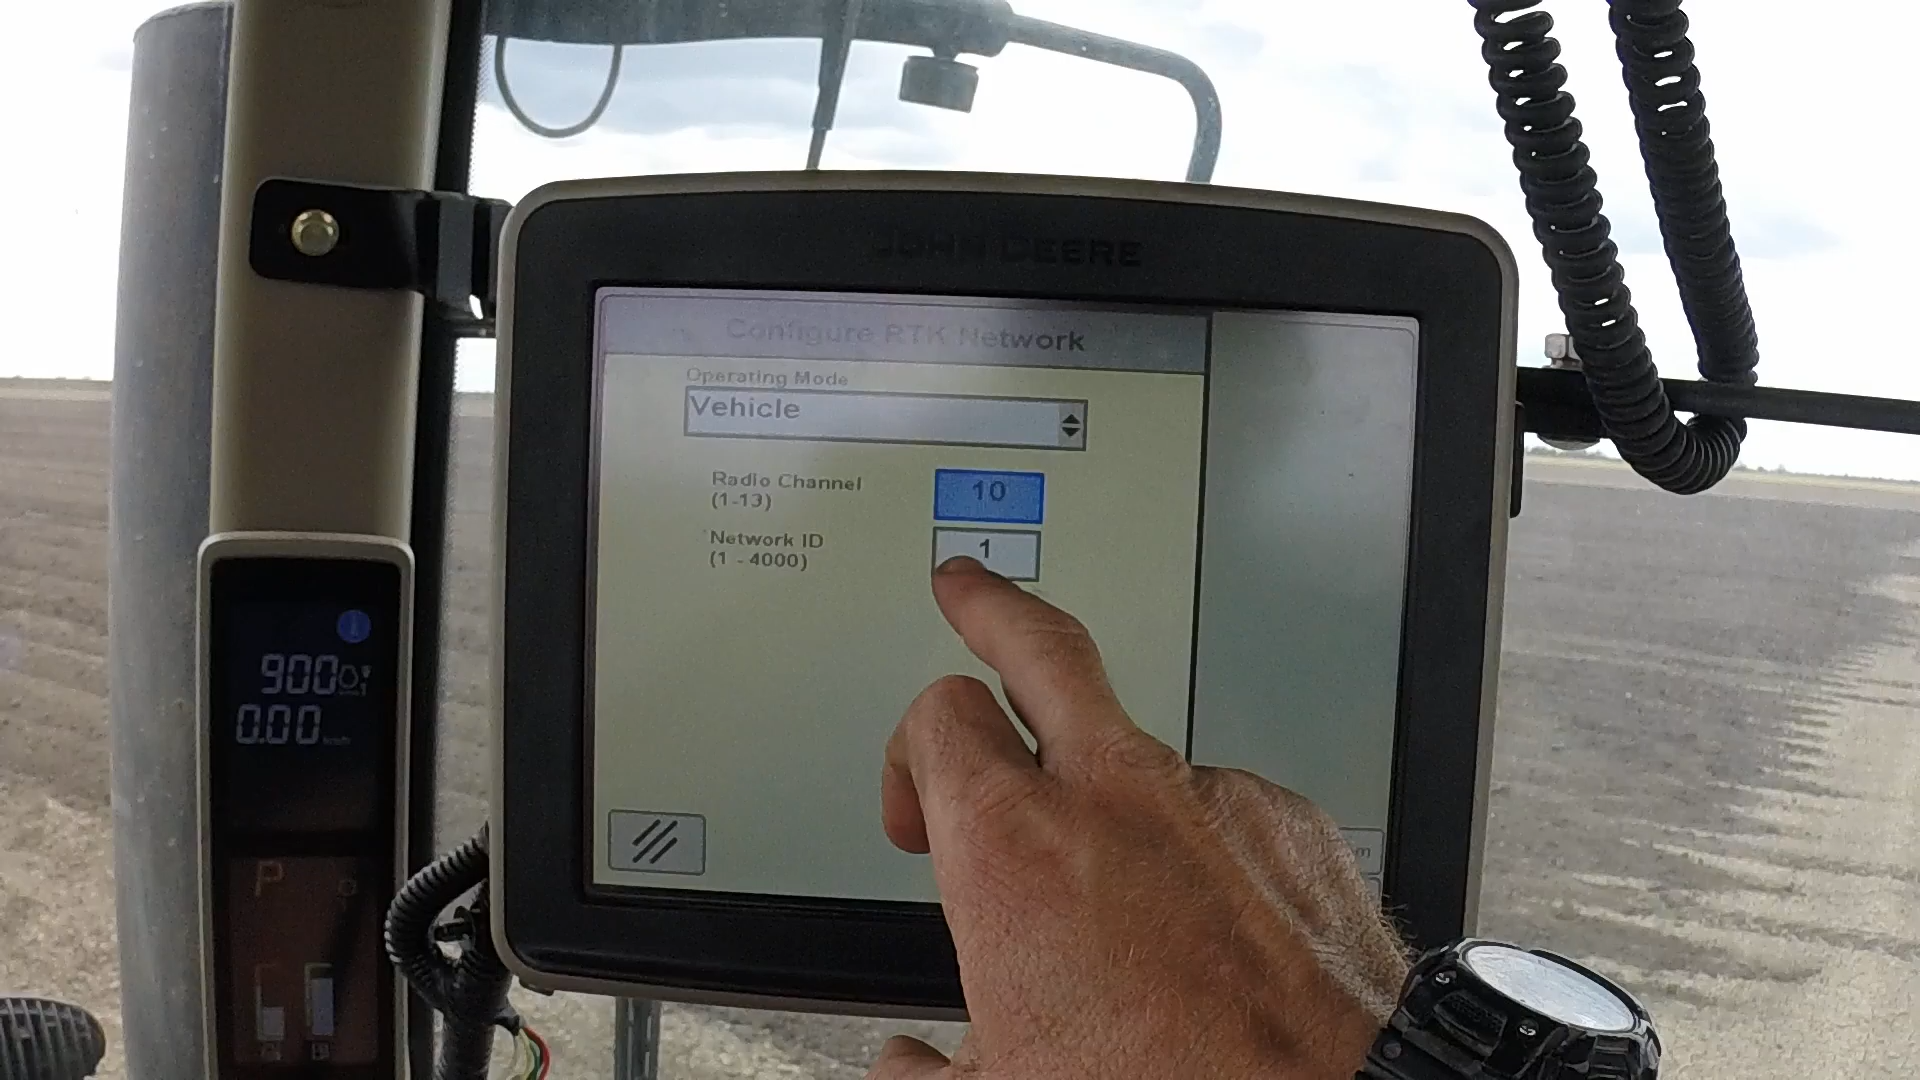 JOHN DEERE
Configure RTK Network
Operating Mode
Vehicle
Radio Channel
(1-13)
10
Network ID
(1 - 4000)
1
900
0.00
km/h
P